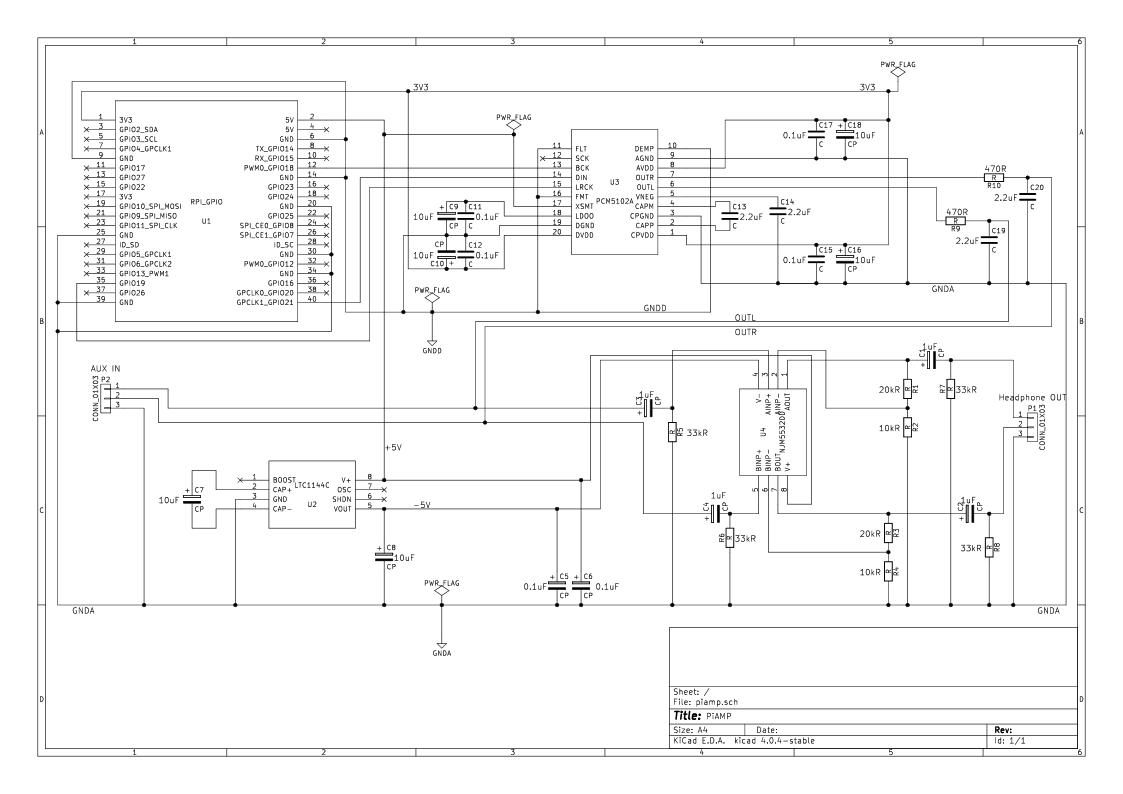 1 2 3 4 5 6
A A
B B
C C
D D
PWR_FLAG
3V3 3V3
PWR_FLAG
1 3V3 5V 2
3 GPIO2_SDA 5V 4
5 GPIO3_SCL GND 6
7 GPIO4_GPCLK1 TX_GPIO14 8
9 GND RX_GPIO15 10
11 GPIO17 PWM0_GPIO18 12
13 GPIO27 GND 14
15 GPIO22 GPIO23 16
17 3V3 GPIO24 18
19 GPIO10_SPI_MOSI GND 20
21 GPIO9_SPI_MISO GPIO25 22
23 GPIO11_SPI_CLK SPI_CE0_GPIO8 24
25 GND SPI_CE1_GPIO7 26
27 ID_SD ID_SC 28
29 GPIO5_GPCLK1 GND 30
31 GPIO6_GPCLK2 PWM0_GPIO12 32
33 GPIO13_PWM1 GND 34
35 GPIO19 GPIO16 36
37 GPIO26 GPCLK0_GPIO20 38
39 GND GPCLK1_GPIO21 40
RPI_GPIO
U1
11 FLT DEMP 10
12 SCK AGND 9
13 BCK AVDD 8
14 DIN OUTR 7
15 LRCK OUTL 6
16 FMT VNEG 5
17 XSMT CAPM 4
18 LDOO CPGND 3
19 DGND CAPP 2
20 DVDD CPVDD 1
U3
PCM5102A
+ C9 10uF CP
C11 0.1uF C
CP 10uF C10 +
C12 0.1uF C
C13 2.2uF C
C14 2.2uF C
C17 0.1uF C
+ C18 10uF CP
C15 0.1uF C
+ C16 10uF CP
470R R R10
C20 2.2uF C
470R R R9
C19 2.2uF C
PWR_FLAG
GNDD
GNDD
GNDA
OUTL
OUTR
AUX IN
P2
CONN_01X03
1
2
3
C3 1uF + CP
R R5 33kR
4 3 2 1
V- AINP+ AINP- AOUT
U4 NJM5532DD
BINP+ BINP- BOUT V+
5 6 7 8
C1 1uF + CP
20kR R R1
10kR R R2
R7 R 33kR
Headphone OUT
P1
CONN_01X03
1
2
3
+5V
1 BOOST V+ 8
2 CAP+ OSC 7
3 GND SHDN 6
4 CAP- VOUT 5
LTC1144C
U2
-5V
+ C7 10uF CP
+ C8 10uF CP
C4 1uF + CP
R6 R 33kR
C2 1uF + CP
20kR R R3
10kR R R4
33kR R R8
0.1uF + C5 CP
+ C6 0.1uF CP
PWR_FLAG
GNDA GNDA
GNDA
Sheet: /
File: piamp.sch
Title: PiAMP
Size: A4 Date: Rev:
KiCad E.D.A. kicad 4.0.4-stable Id: 1/1
1 2 3 4 5 6